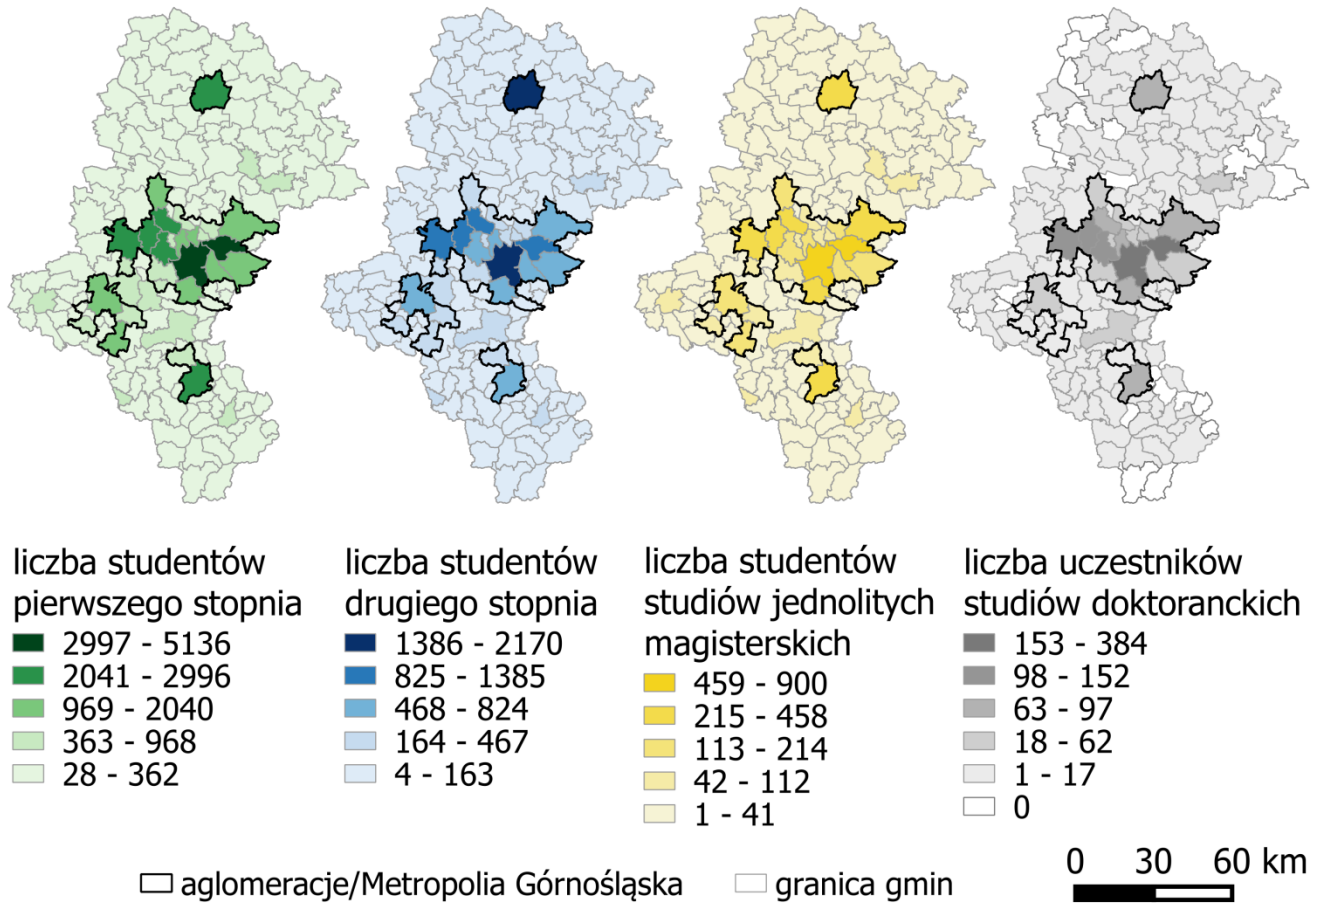 liczba studentów
pierwszego stopnia
2997 - 5136
2041 - 2996
969 - 2040
363 - 968
28 - 362
liczba studentów
drugiego stopnia
1386 - 2170
825 - 1385
468 - 824
164 - 467
4 - 163
liczba studentów
studiów jednolitych
magisterskich
459 - 900
215 - 458
113 - 214
42 - 112
1 - 41
liczba uczestników
studiów doktoranckich
153 - 384
98 - 152
63 - 97
18 - 62
1 - 17
0
aglomeracje/Metropolia Górnośląska
granica gmin
0 30 60 km